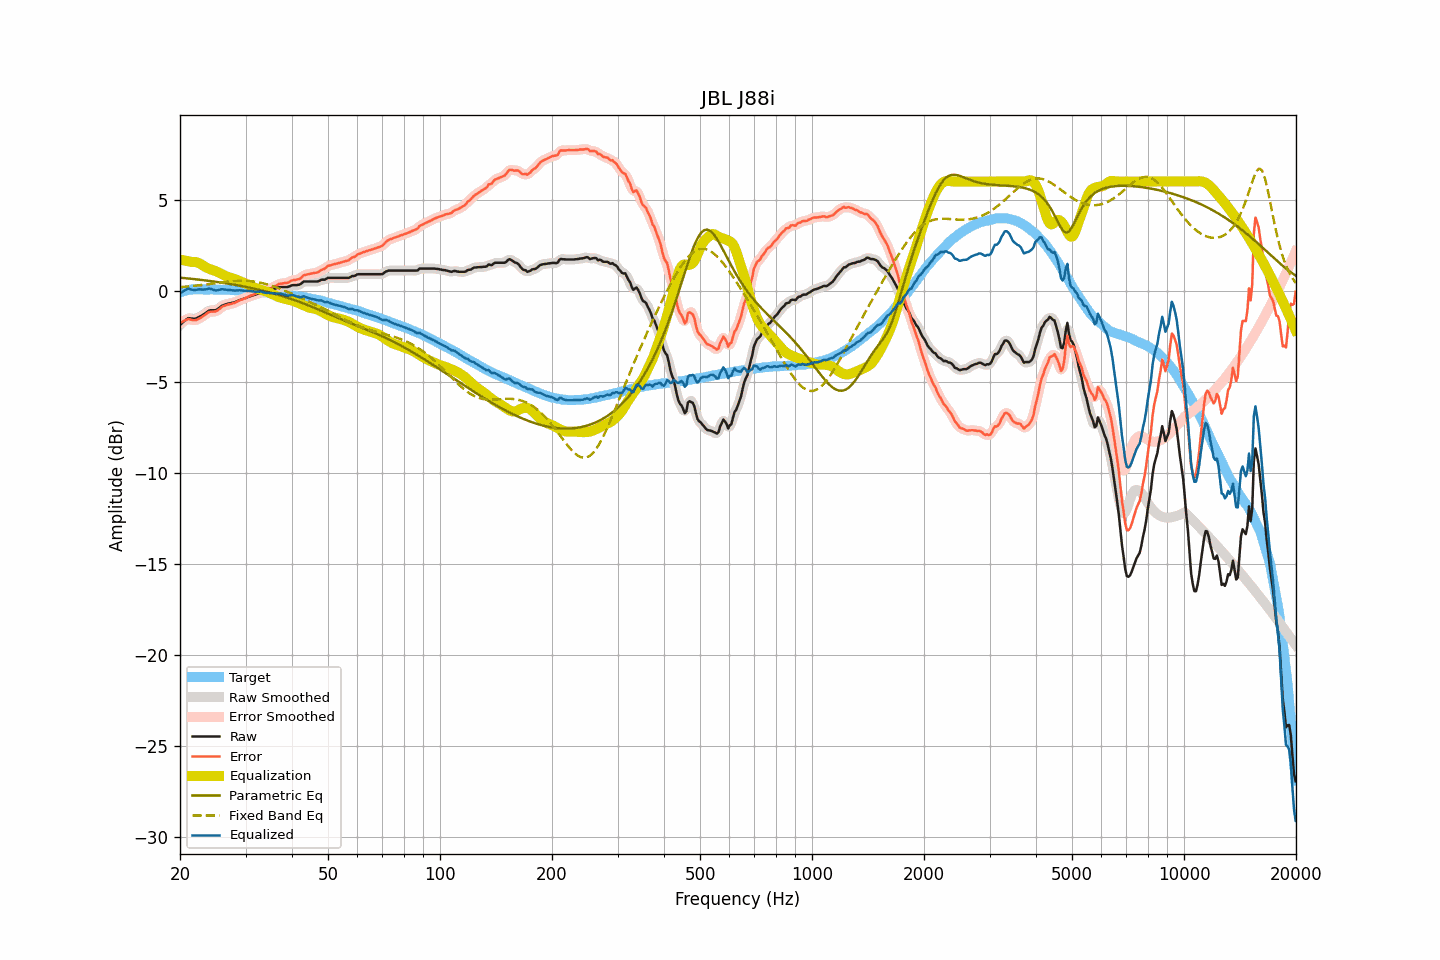 JBL J88i
Amplitude (dBr)
5
0
−5
−10
−15
−20
−25
−30
Target
Raw Smoothed
Error Smoothed
Raw
Error
Equalization
Parametric Eq
Fixed Band Eq
Equalized
20 50 100 200 500 1000 2000 5000 10000 20000
Frequency (Hz)